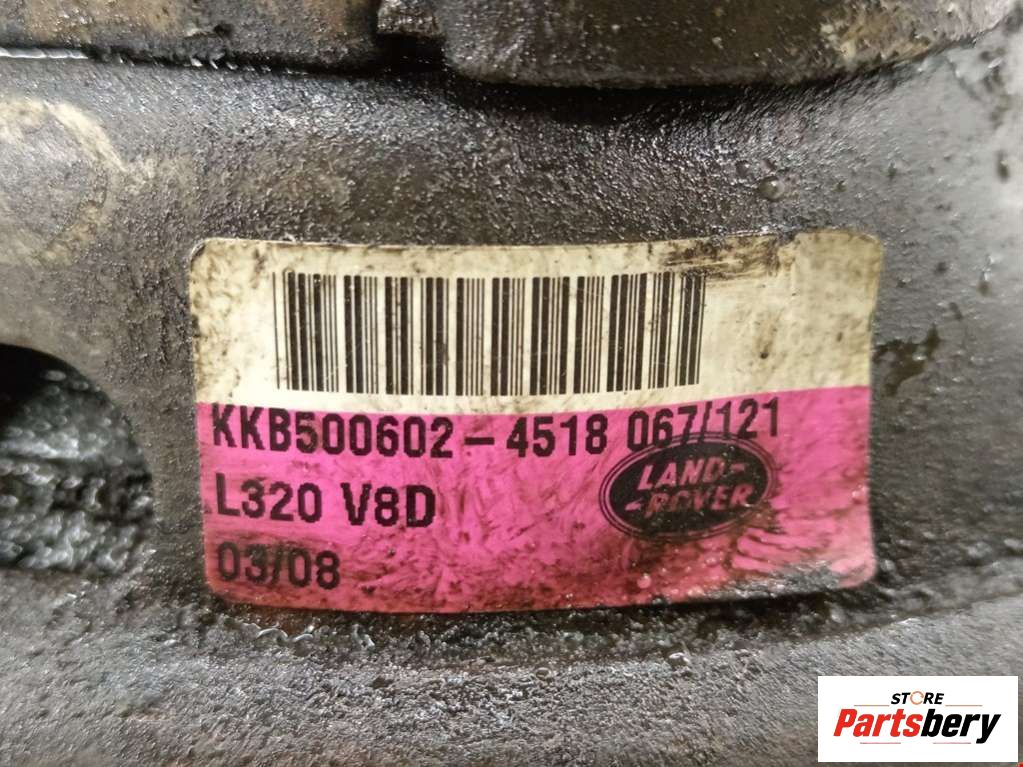 KKB500602-4518 067/121
L320 V8D
LAND-
-ROVER
03/08
STORE
Partsbery